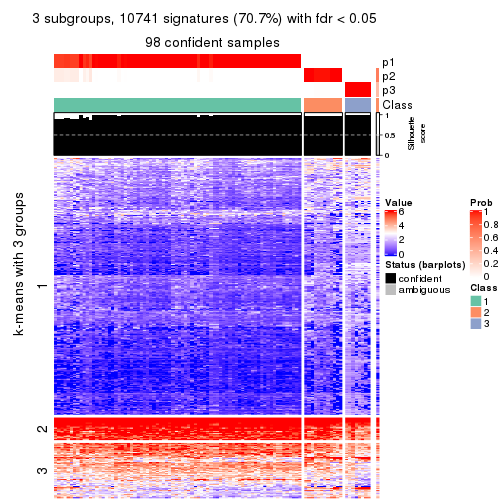 3 subgroups, 10741 signatures (70.7%) with fdr < 0.05
98 confident samples
p1
p2
p3
Class
1
0.5
0
Silhouette
score
k-means with 3 groups
1
2
3
Value
6
4
2
0
Status (barplots)
confident
ambiguous
Prob
1
0.8
0.6
0.4
0.2
0
Class
1
2
3